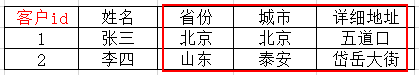 客户id 姓名 省份 城市 详细地址
1 张三 北京 北京 五道口
2 李四 山东 泰安 岱岳大街